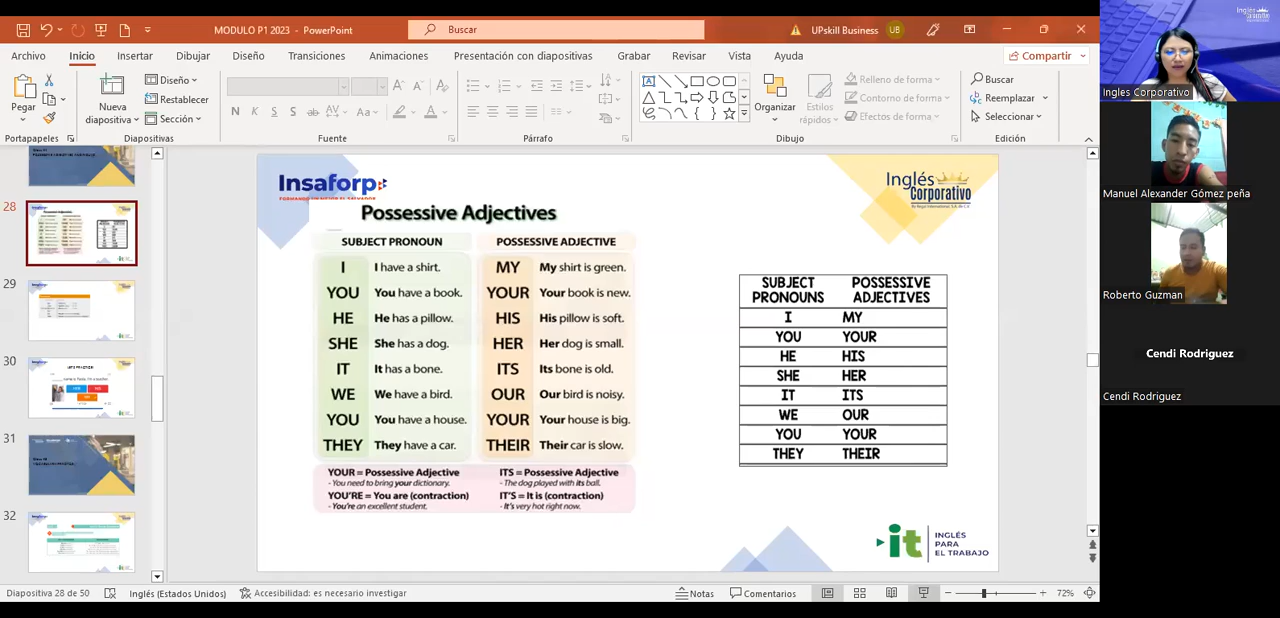 MODULO P1 2023 - PowerPoint
Buscar
UPskill Business
UB
Archivo
Inicio
Insertar
Dibujar
Diseño
Transiciones
Animaciones
Presentación con diapositivas
Grabar
Revisar
Vista
Ayuda
Compartir
Pegar
Portapapeles
Nueva
diapositiva
Diseño
Restablecer
Sección
Diapositivas
N K S S ab AV Aa A
Fuente
Párrafo
Organizar
Estilos
rápidos
Relleno de forma
Contorno de forma
Efectos de forma
Dibujo
Buscar
Reemplazar
Seleccionar
Edición
28
29
30
31
32
Insaforp
Inglés
Corporativo
Possessive Adjectives
SUBJECT PRONOUN POSSESSIVE ADJECTIVE
I I have a shirt. MY My shirt is green.
YOU You have a book. YOUR Your book is new.
HE He has a pillow. HIS His pillow is soft.
SHE She has a dog. HER Her dog is small.
IT It has a bone. ITS Its bone is old.
WE We have a bird. OUR Our bird is noisy.
YOU You have a house. YOUR Your house is big.
THEY They have a car. THEIR Their car is slow.
YOUR = Possessive Adjective
- You need to bring your dictionary.
YOU'RE = You are (contraction)
- You're an excellent student.
ITS = Possessive Adjective
- The dog played with its ball.
IT'S = It is (contraction)
- It's very hot right now.
SUBJECT PRONOUNS POSSESSIVE ADJECTIVES
I MY
YOU YOUR
HE HIS
SHE HER
IT ITS
WE OUR
YOU YOUR
THEY THEIR
it
INGLÉS
PARA
EL TRABAJO
Diapositiva 28 de 50
Inglés (Estados Unidos)
Accesibilidad: es necesario investigar
Notas
Comentarios
72%
Ingles Corporativo
Manuel Alexander Gómez peña
Roberto Guzman
Cendi Rodriguez
Cendi Rodriguez